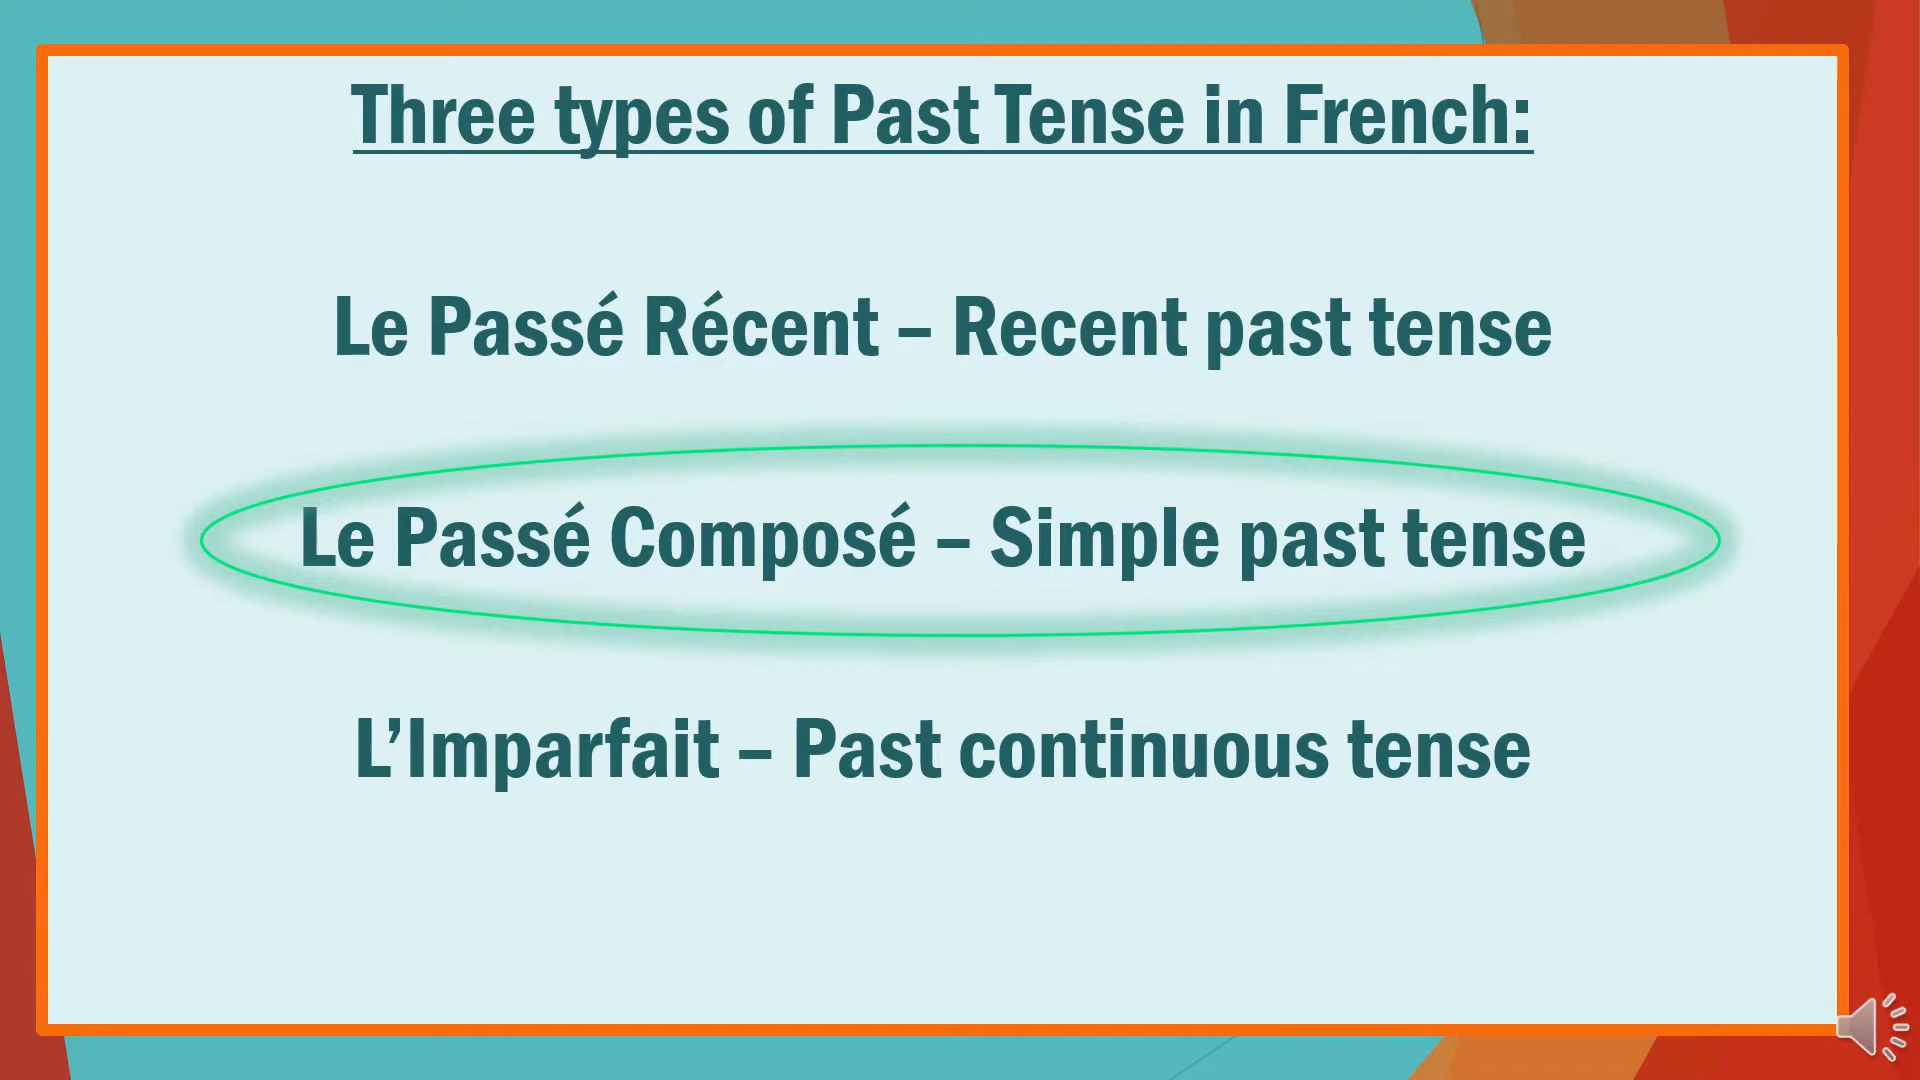 Three types of Past Tense in French:
Le Passé Récent – Recent past tense
Le Passé Composé – Simple past tense
L’Imparfait – Past continuous tense